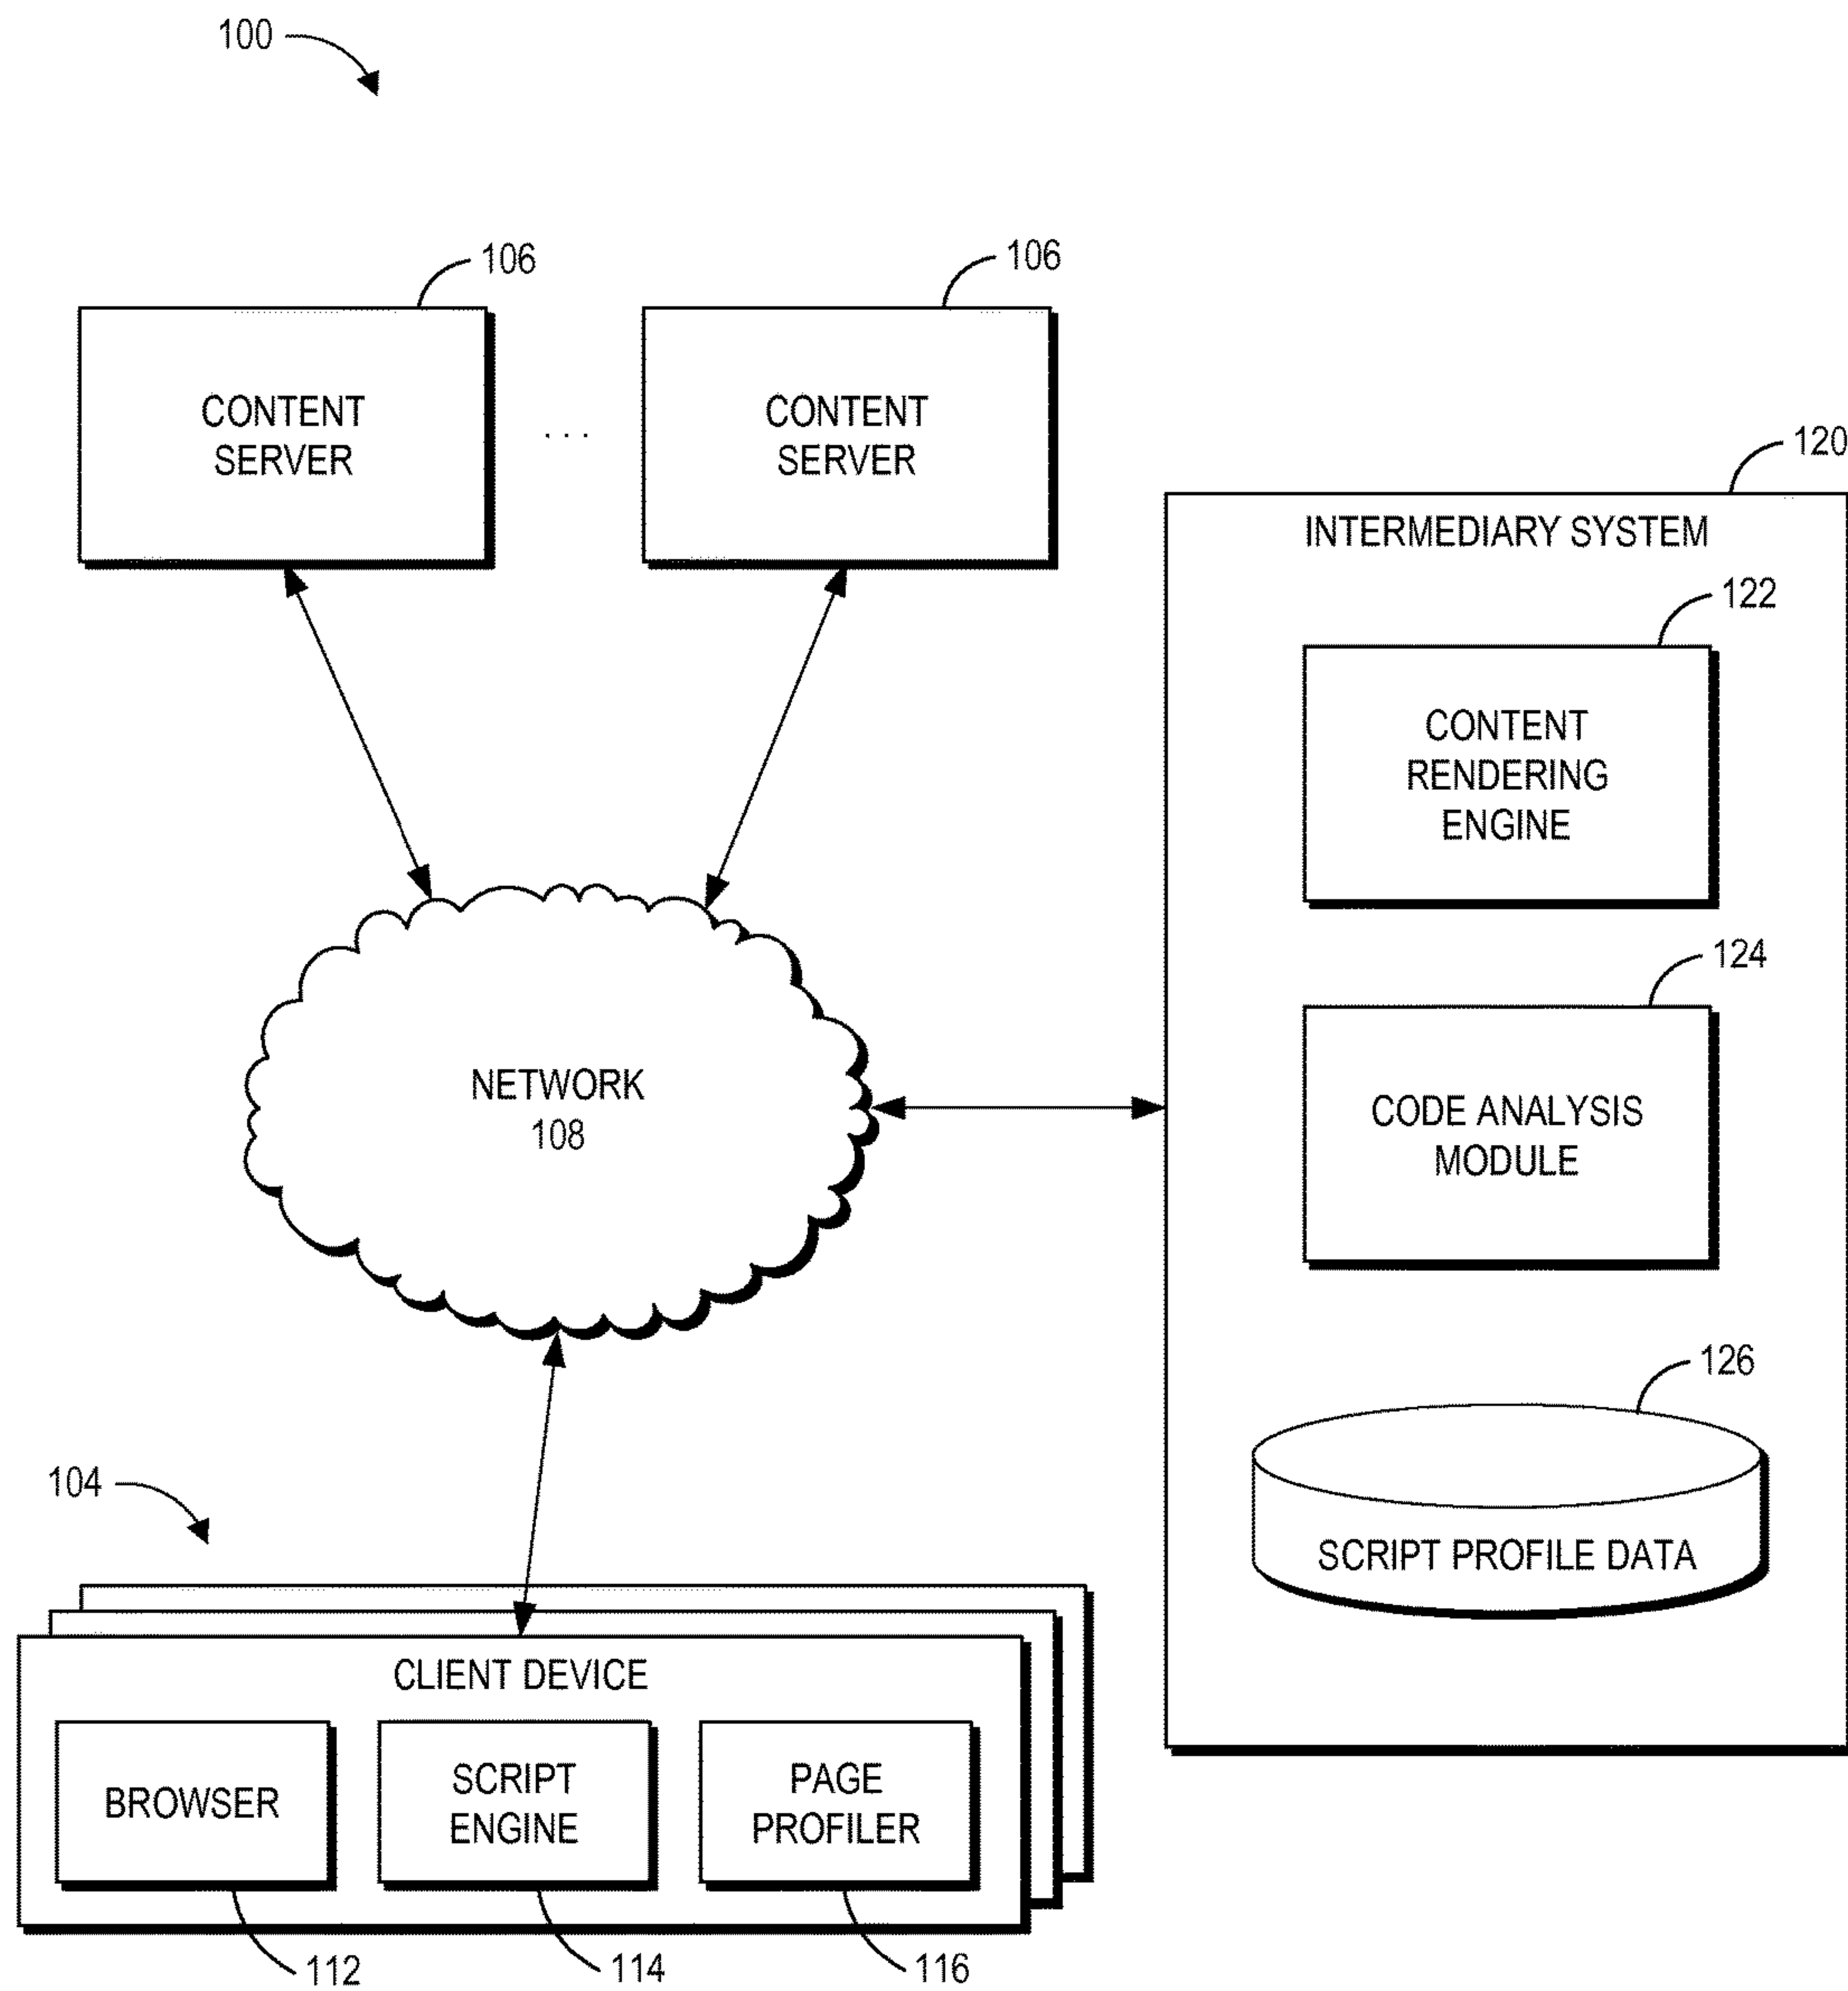 100
106
106
CONTENT
SERVER
. . .
CONTENT
SERVER
120
INTERMEDIARY SYSTEM
122
CONTENT
RENDERING
ENGINE
124
CODE ANALYSIS
MODULE
NETWORK
108
126
SCRIPT PROFILE DATA
104
CLIENT DEVICE
BROWSER
SCRIPT
ENGINE
PAGE
PROFILER
112
114
116